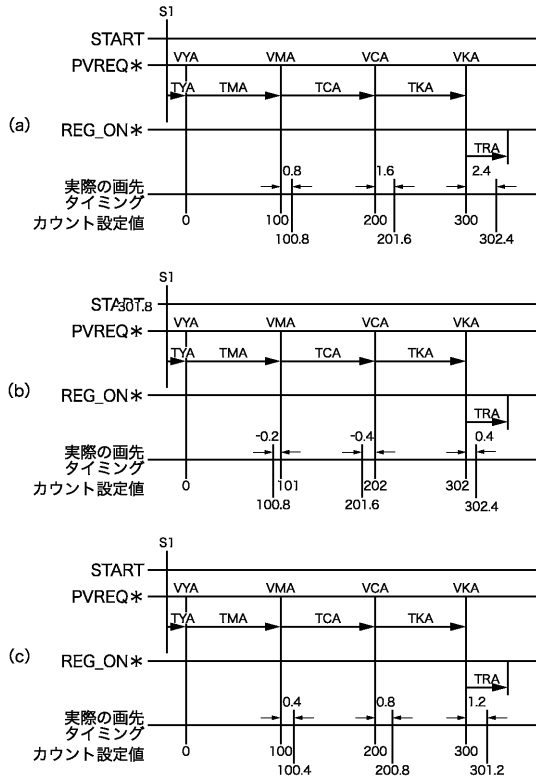 S1
START
PVREQ＊ VYA VMA VCA VKA
TYA TMA TCA TKA
(a)
REG_ON＊
TRA
0.8 1.6 2.4
実際の画先
タイミング
カウント設定値 0 100 200 300
100.8 201.6 302.4
S1
START 301.8
PVREQ＊ VYA VMA VCA VKA
TYA TMA TCA TKA
(b)
REG_ON＊
TRA
-0.2 -0.4 0.4
実際の画先
タイミング
カウント設定値 0 101 202 302
100.8 201.6 302.4
S1
START
PVREQ＊ VYA VMA VCA VKA
TYA TMA TCA TKA
(c)
REG_ON＊
TRA
0.4 0.8 1.2
実際の画先
タイミング
カウント設定値 0 100 200 300
100.4 200.8 301.2